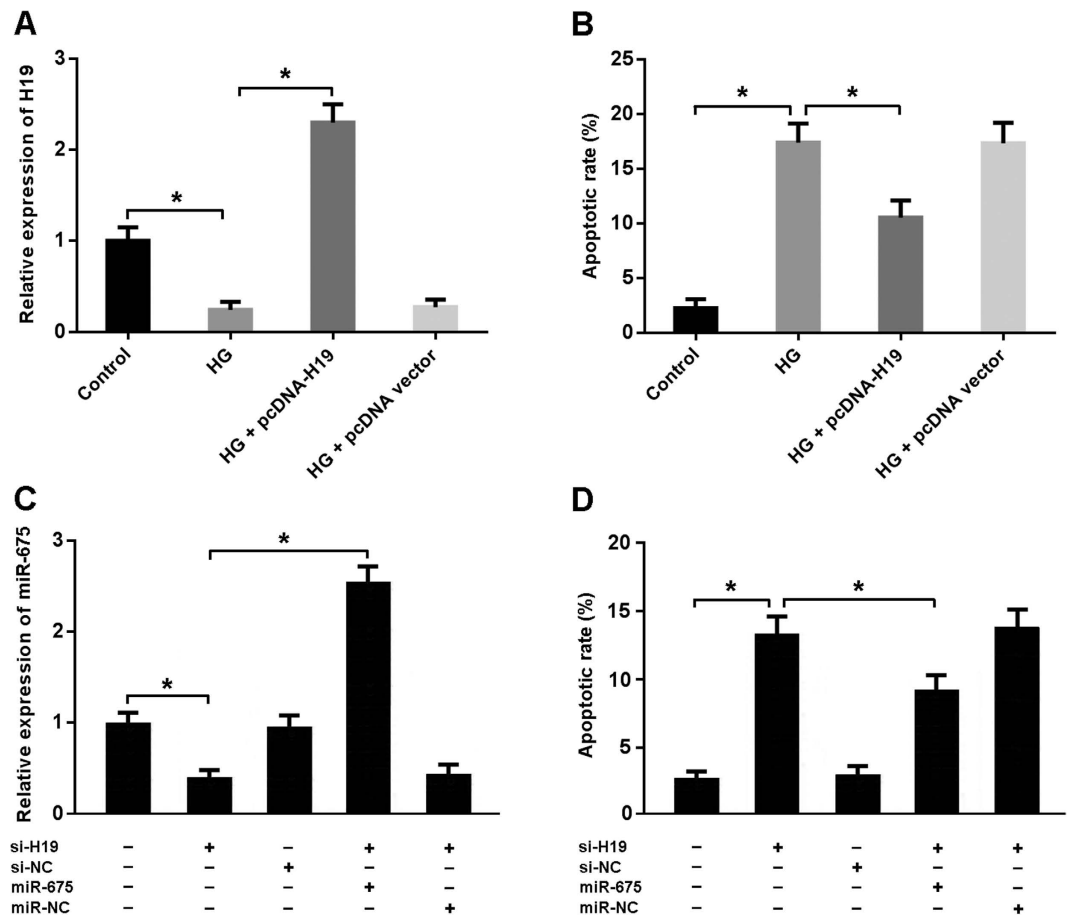 A
Relative expression of H19
3
2
1
0
*
*
Control
HG
HG + pcDNA-H19
HG + pcDNA vector
B
Apoptotic rate (%)
25
20
15
10
5
0
*
*
Control
HG
HG + pcDNA-H19
HG + pcDNA vector
C
Relative expression of miR-675
3
2
1
0
*
*
si-H19 – + – + +
si-NC – – + – –
miR-675 – – – + –
miR-NC – – – – +
D
Apoptotic rate (%)
20
15
10
5
0
*
*
si-H19 – + – + +
si-NC – – + – –
miR-675 – – – + –
miR-NC – – – – +